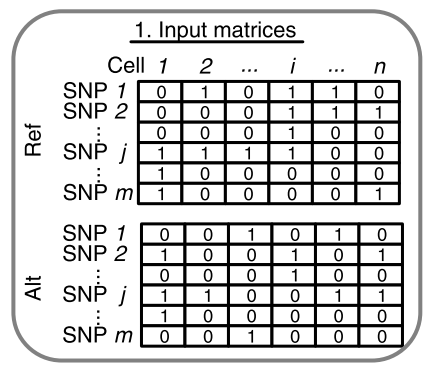 1. Input matrices
Cell 1 2 ... i ... n
Ref
SNP 1 0 1 0 1 1 0
SNP 2 0 0 0 1 1 1
⋮ 0 0 0 1 0 0
SNP j 1 1 1 1 0 0
⋮ 1 0 0 0 0 0
SNP m 1 0 0 0 0 1
Alt
SNP 1 0 0 1 0 1 0
SNP 2 1 0 0 1 0 1
⋮ 0 0 0 1 0 0
SNP j 1 1 0 0 1 1
⋮ 1 0 0 0 0 0
SNP m 0 0 1 0 0 0